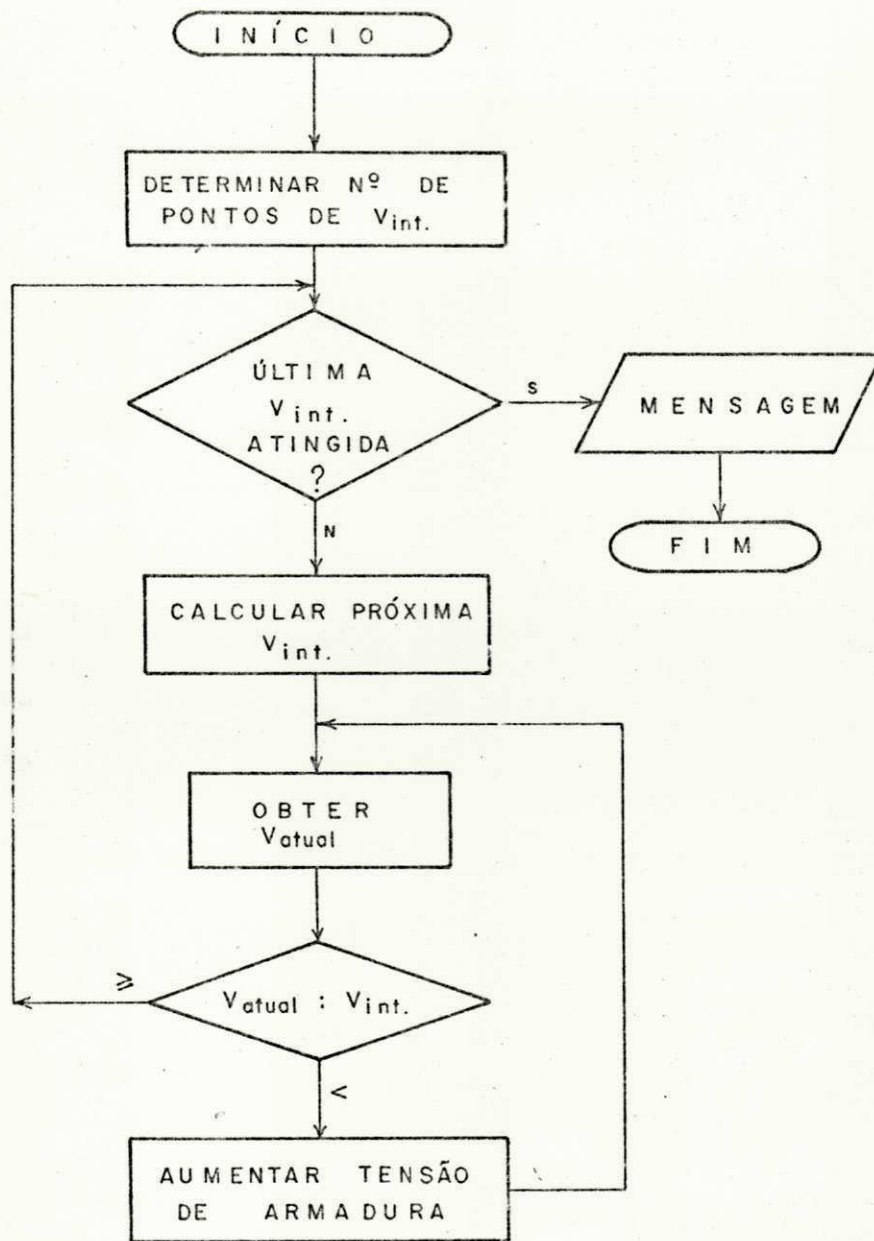 INÍCIO
DETERMINAR Nº DE
PONTOS DE Vint.
ÚLTIMA
Vint.
ATINGIDA
?
S
MENSAGEM
FIM
N
CALCULAR PRÓXIMA
Vint.
OBTER
Vatual
≥
Vatual : Vint.
<
AUMENTAR TENSÃO
DE ARMADURA